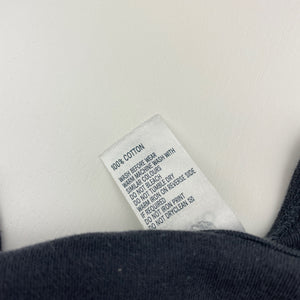 100% COTTON
WASH BEFORE WEAR
WARM MACHINE WASH WITH
SIMILAR COLOURS
DO NOT BLEACH
DO NOT TUMBLE DRY
WARM IRON ON REVERSE SIDE
IF REQUIRED
DO NOT IRON PRINT
DO NOT DRYCLEAN